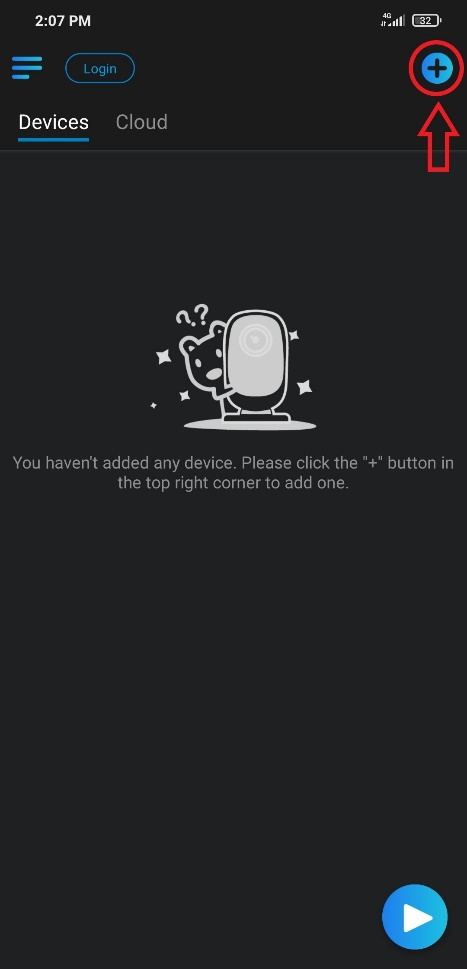 2:07 PM
4G
32
Login
Devices
Cloud
??
You haven't added any device. Please click the "+" button in
the top right corner to add one.